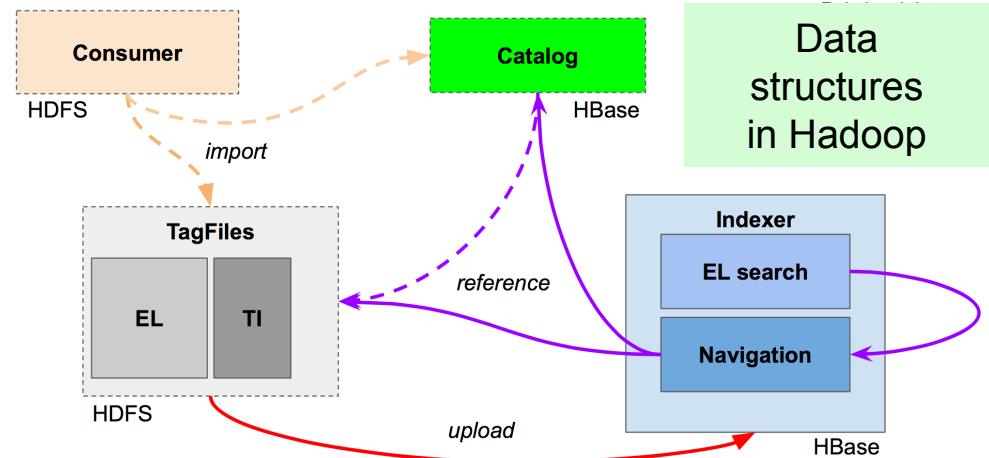 Consumer
Catalog
Data
structures
in Hadoop
HDFS
HBase
import
TagFiles
Indexer
EL search
reference
EL
TI
Navigation
HDFS
upload
HBase